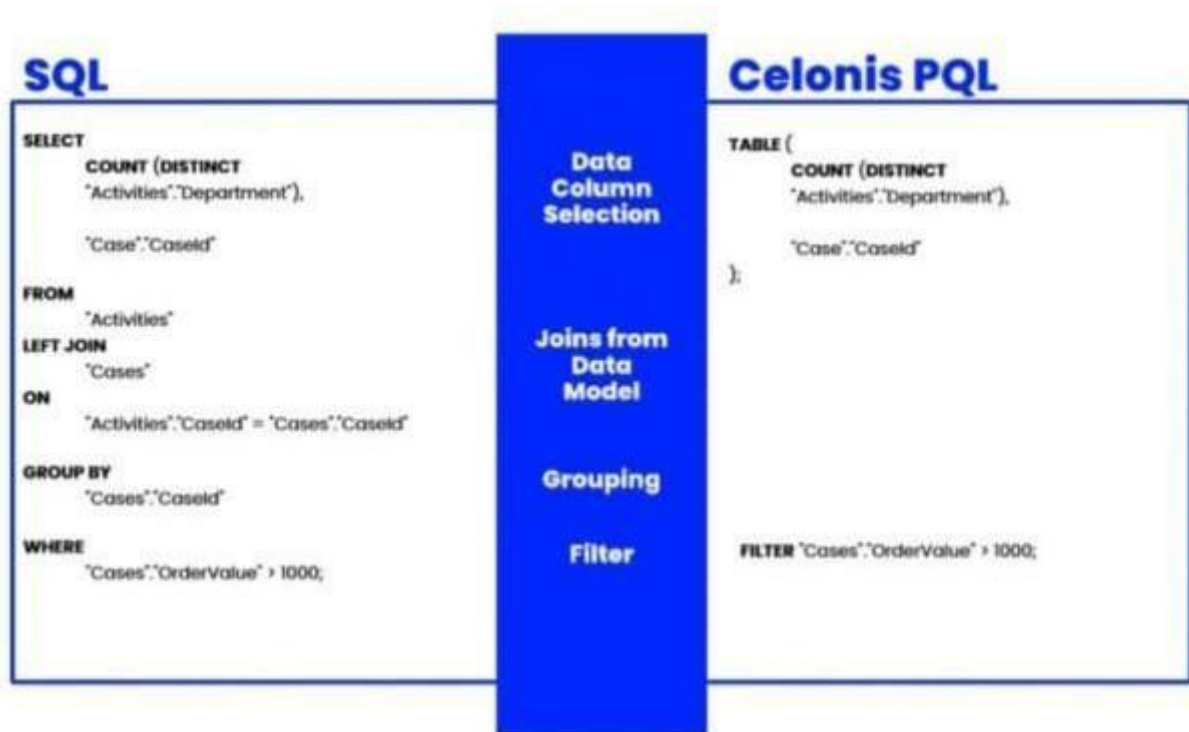 SQL
SELECT
COUNT (DISTINCT
"Activities"."Department"),
"Case"."CaseId"
FROM
"Activities"
LEFT JOIN
"Cases"
ON
"Activities"."CaseId" = "Cases"."CaseId"
GROUP BY
"Cases"."CaseId"
WHERE
"Cases"."OrderValue" > 1000;
Data
Column
Selection
Joins from
Data
Model
Grouping
Filter
Celonis PQL
TABLE (
COUNT (DISTINCT
"Activities"."Department"),
"Case"."CaseId"
);
FILTER "Cases"."OrderValue" > 1000;